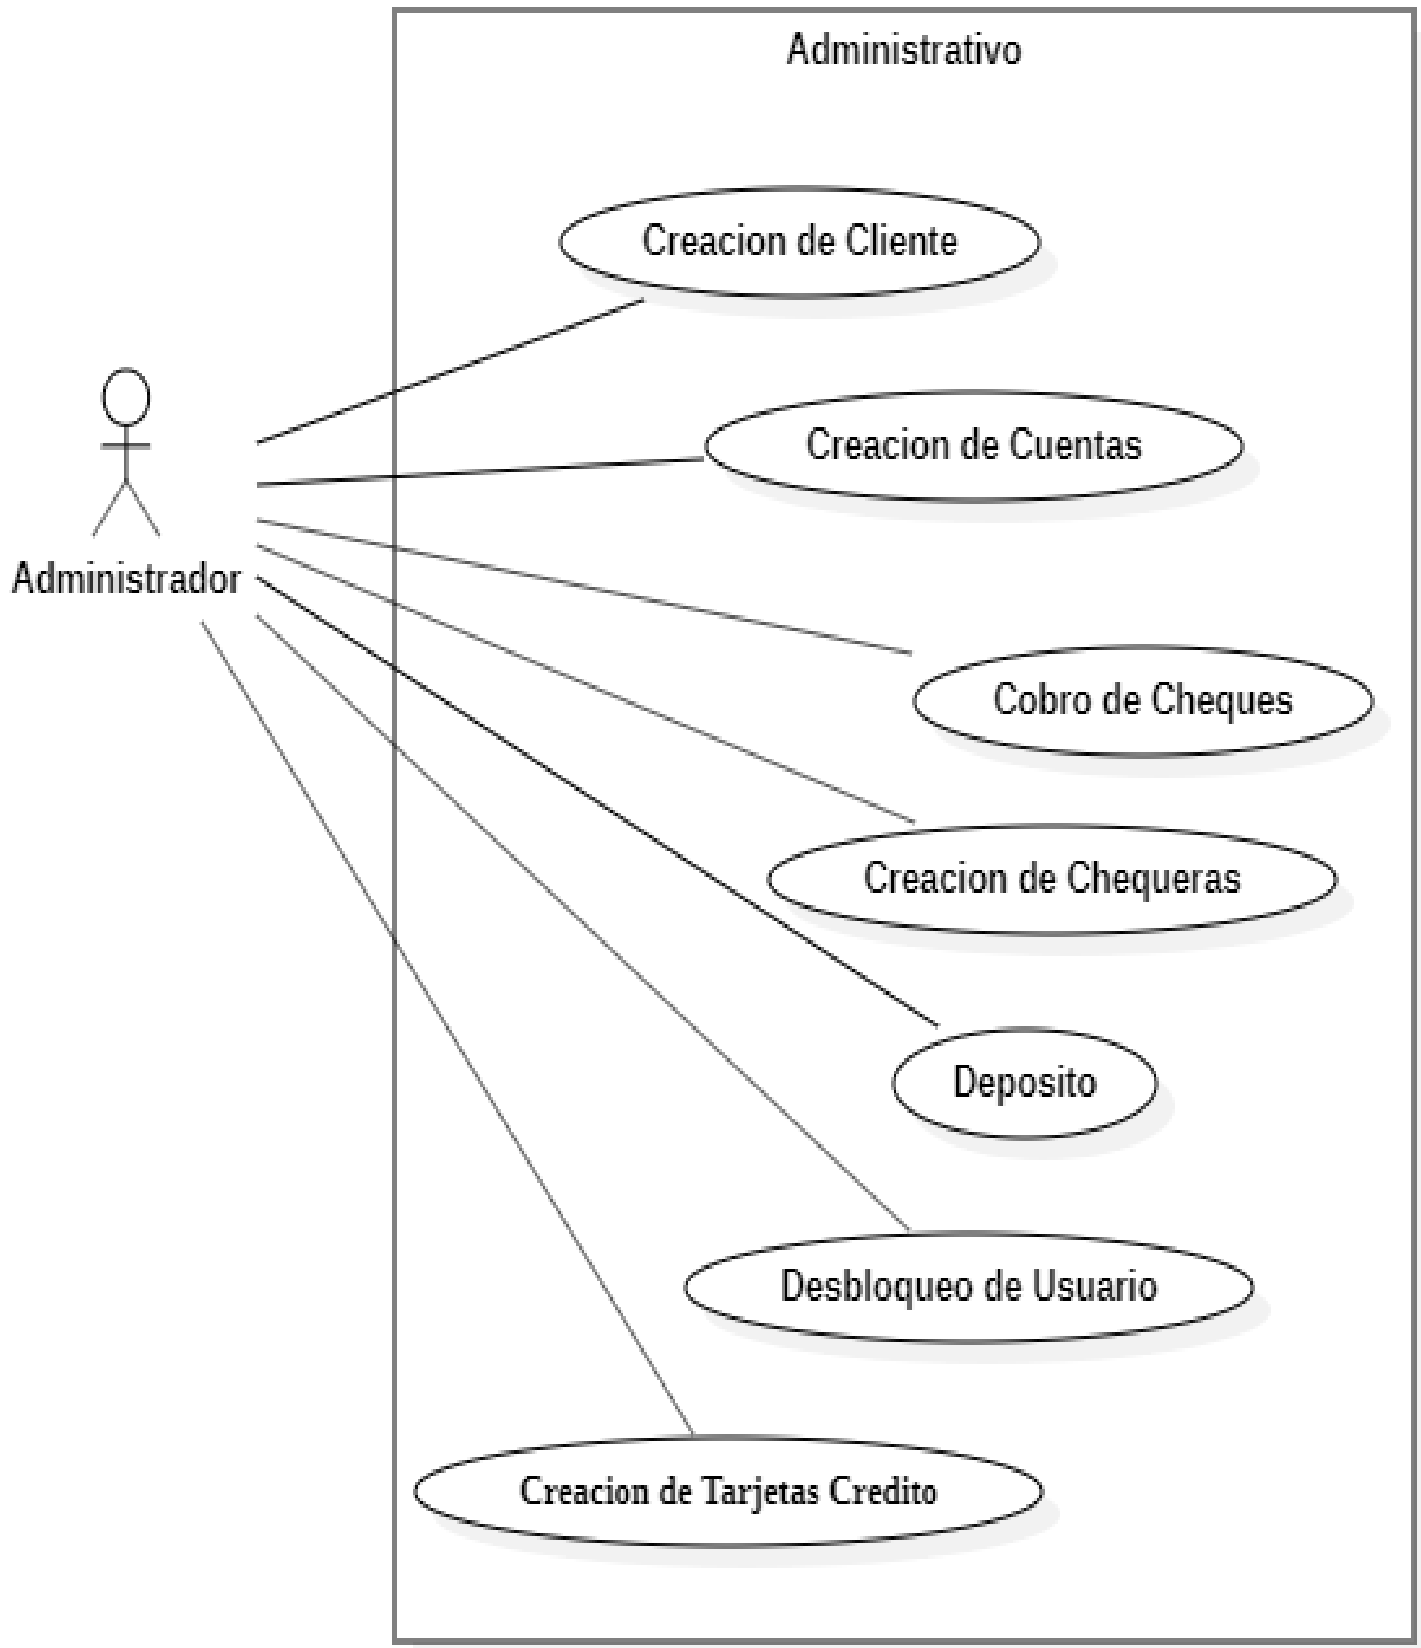 Administrativo
Creacion de Cliente
Creacion de Cuentas
Administrador
Cobro de Cheques
Creacion de Chequeras
Deposito
Desbloqueo de Usuario
Creacion de Tarjetas Credito